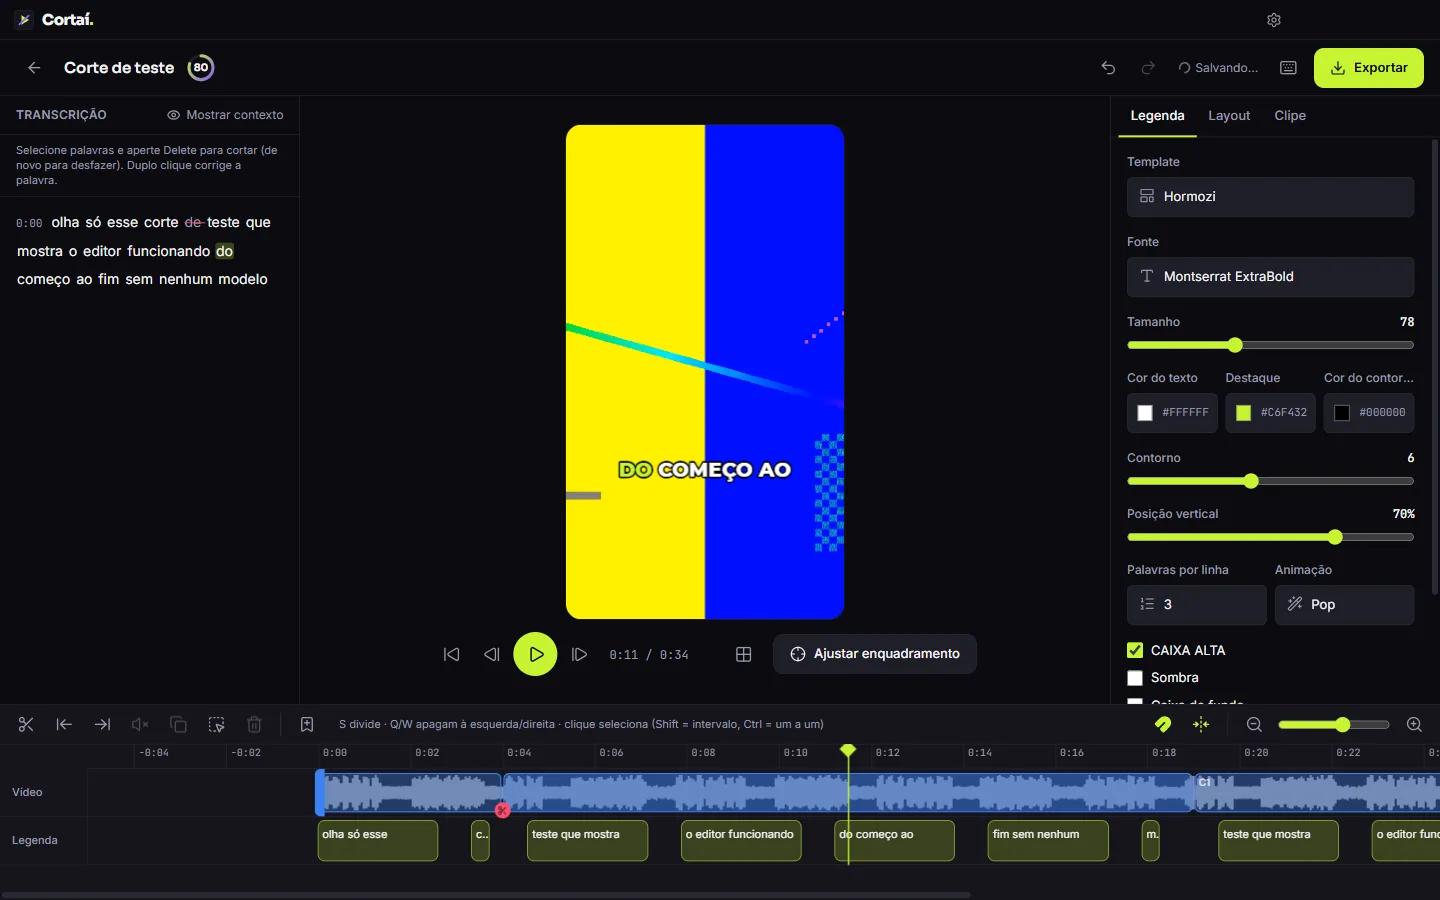 Cortaí.
Corte de teste
80
Salvando...
Exportar
TRANSCRIÇÃO
Mostrar contexto
Selecione palavras e aperte Delete para cortar (de
novo para desfazer). Duplo clique corrige a
palavra.
0:00 olha só esse corte de teste que
mostra o editor funcionando do
começo ao fim sem nenhum modelo
DO COMEÇO AO
0:11 / 0:34
Ajustar enquadramento
Legenda
Layout
Clipe
Template
Hormozi
Fonte
Montserrat ExtraBold
Tamanho
78
Cor do texto
Destaque
Cor do contor...
#FFFFFF
#C6F432
#000000
Contorno
6
Posição vertical
70%
Palavras por linha
Animação
3
Pop
CAIXA ALTA
Sombra
S divide · Q/W apagam à esquerda/direita · clique seleciona (Shift = intervalo, Ctrl = um a um)
-0:04
-0:02
0:00
0:02
0:04
0:06
0:08
0:10
0:12
0:14
0:16
0:18
0:20
0:22
Vídeo
C1
Legenda
olha só esse
c..
teste que mostra
o editor funcionando
do começo ao
fim sem nenhum
m.
teste que mostra
o editor func